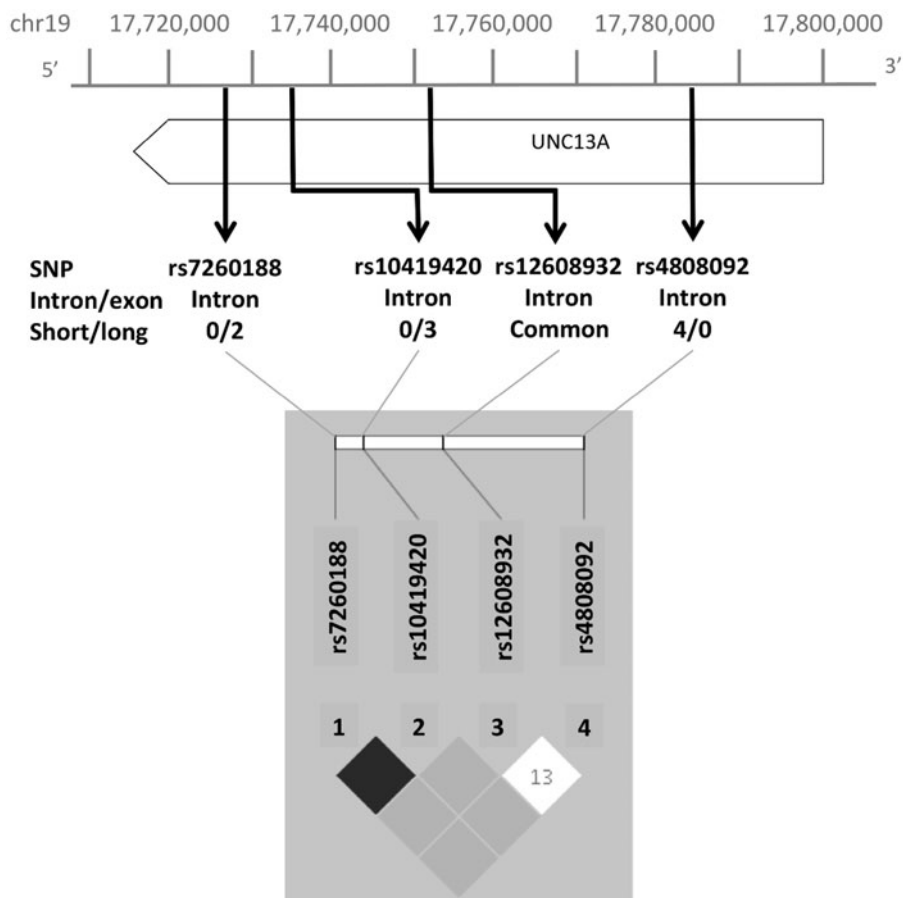 chr19 17,720,000 17,740,000 17,760,000 17,780,000 17,800,000
5’ 3’
UNC13A
SNP rs7260188 rs10419420 rs12608932 rs4808092
Intron/exon Intron Intron Intron Intron
Short/long 0/2 0/3 Common 4/0
rs7260188 rs10419420 rs12608932 rs4808092
1 2 3 4
13